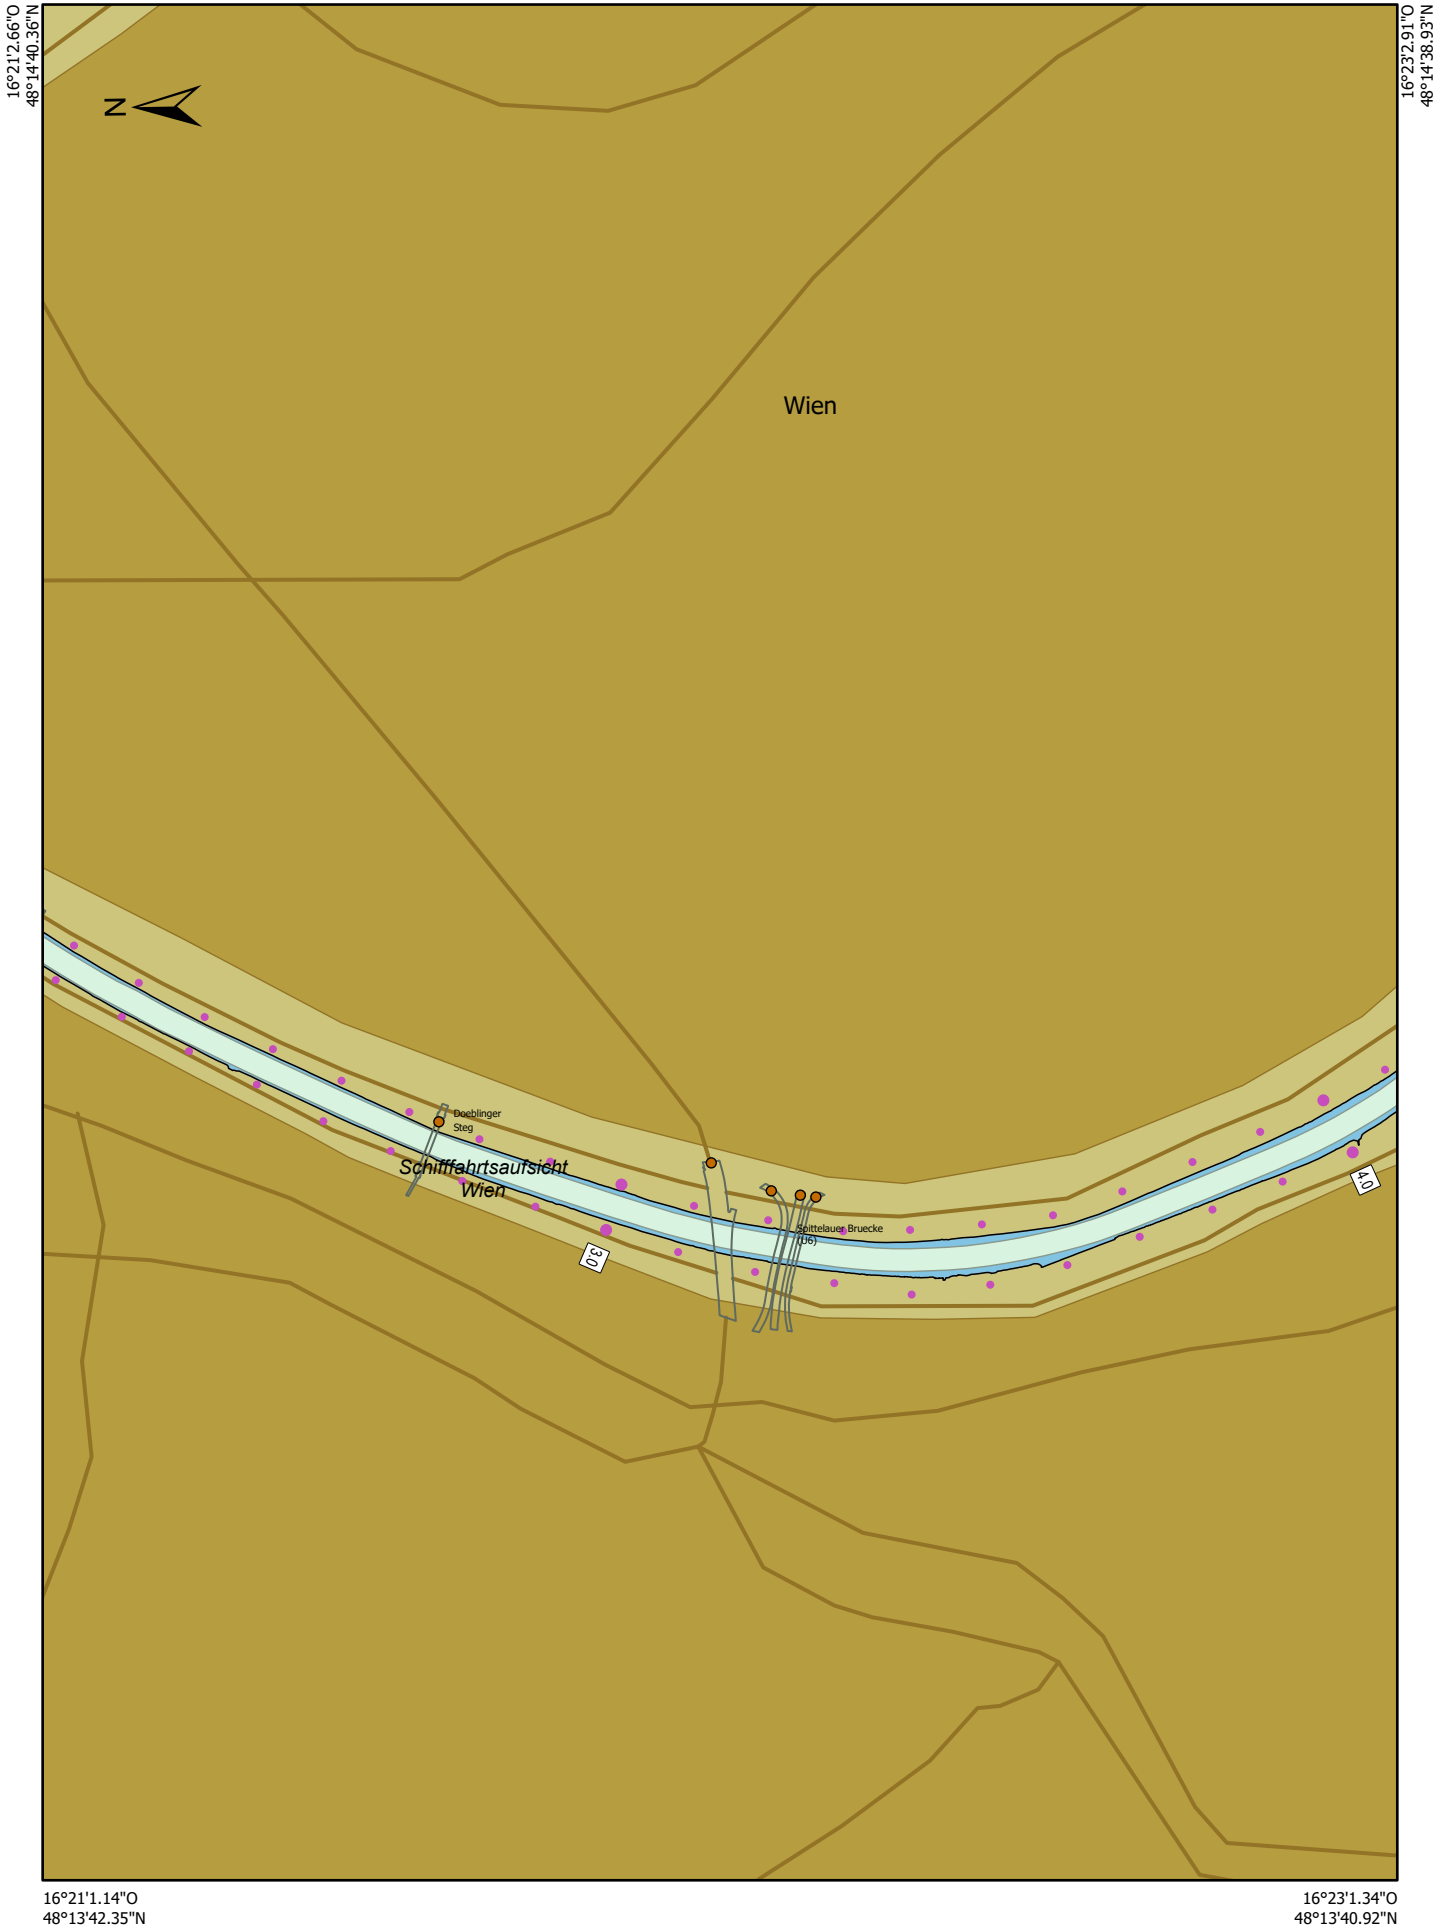 16°21'2.66"O
48°14'40.36"N
16°23'2.91"O
48°14'38.93"N
N
Wien
Doeblinger
Steg
Schifffahrtsaufsicht
Wien
Spittelauer Bruecke
(U6)
3.0
4.0
16°21'1.14"O
48°13'42.35"N
16°23'1.34"O
48°13'40.92"N